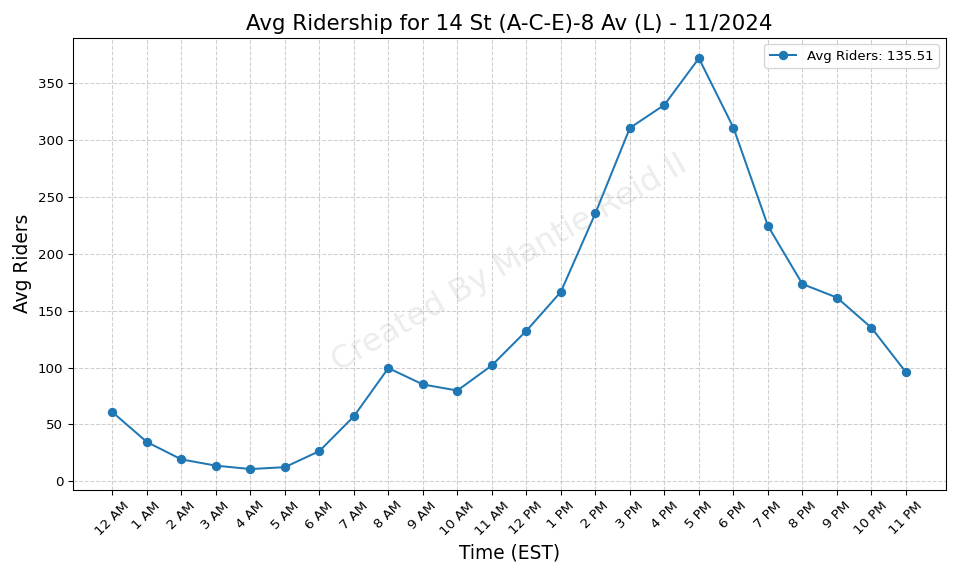 Avg Ridership for 14 St (A-C-E)-8 Av (L) - 11/2024
Avg Riders: 135.51
350
300
250
200
150
100
50
0
Avg Riders
Created By Mantie Reid II
12 AM
1 AM
2 AM
3 AM
4 AM
5 AM
6 AM
7 AM
8 AM
9 AM
10 AM
11 AM
12 PM
1 PM
2 PM
3 PM
4 PM
5 PM
6 PM
7 PM
8 PM
9 PM
10 PM
11 PM
Time (EST)